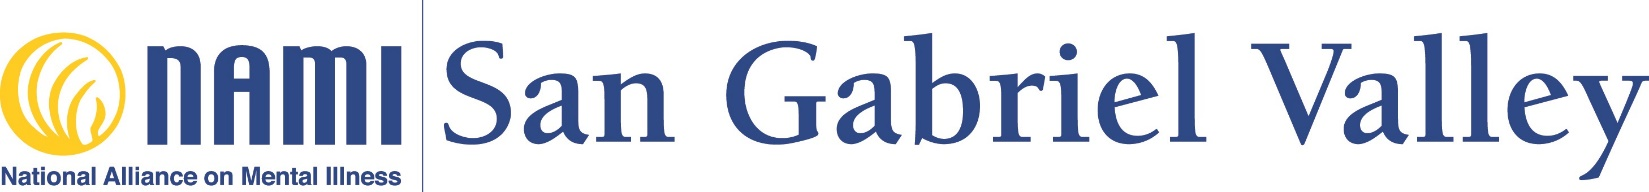 NAMI
National Alliance on Mental Illness
San Gabriel Valley